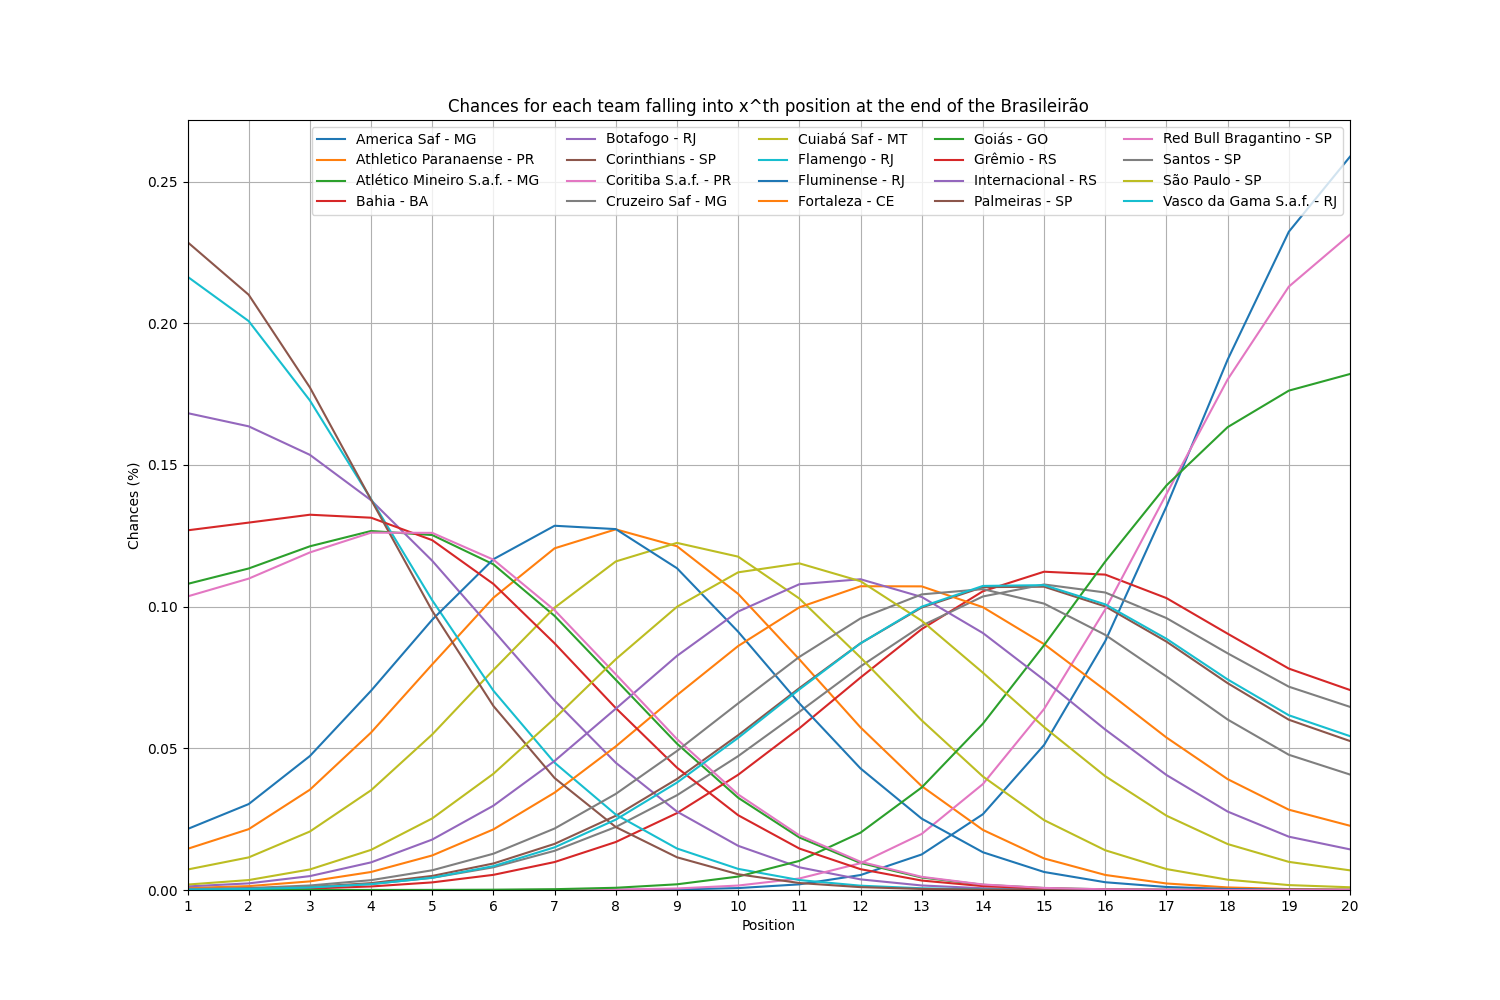 Chances for each team falling into x^th position at the end of the Brasileirão
America Saf - MG
Athletico Paranaense - PR
Atlético Mineiro S.a.f. - MG
Bahia - BA
Botafogo - RJ
Corinthians - SP
Coritiba S.a.f. - PR
Cruzeiro Saf - MG
Cuiabá Saf - MT
Flamengo - RJ
Fluminense - RJ
Fortaleza - CE
Goiás - GO
Grêmio - RS
Internacional - RS
Palmeiras - SP
Red Bull Bragantino - SP
Santos - SP
São Paulo - SP
Vasco da Gama S.a.f. - RJ
Chances (%)
0.25
0.20
0.15
0.10
0.05
0.00
1 2 3 4 5 6 7 8 9 10 11 12 13 14 15 16 17 18 19 20
Position